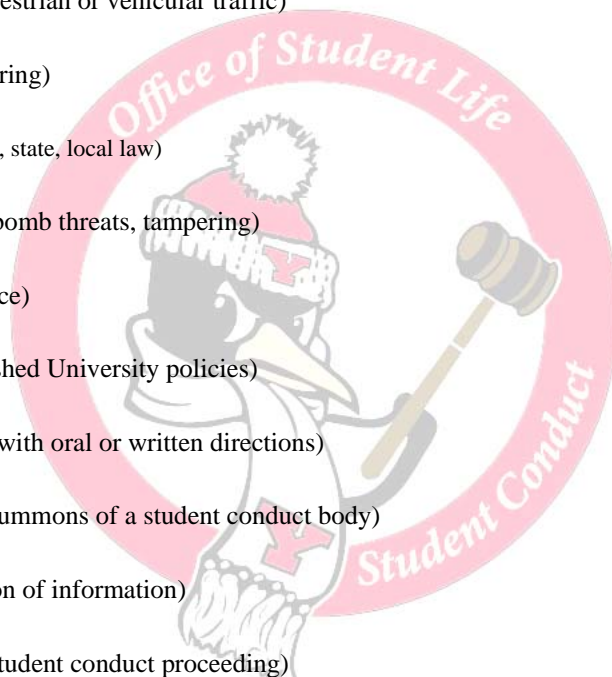 estrian or vehicular traffic)
ring)
, state, local law)
bomb threats, tampering)
ce)
shed University policies)
with oral or written directions)
ummons of a student conduct body)
on of information)
tudent conduct proceeding)
Office of Student Life
Student Conduct
Y
Y